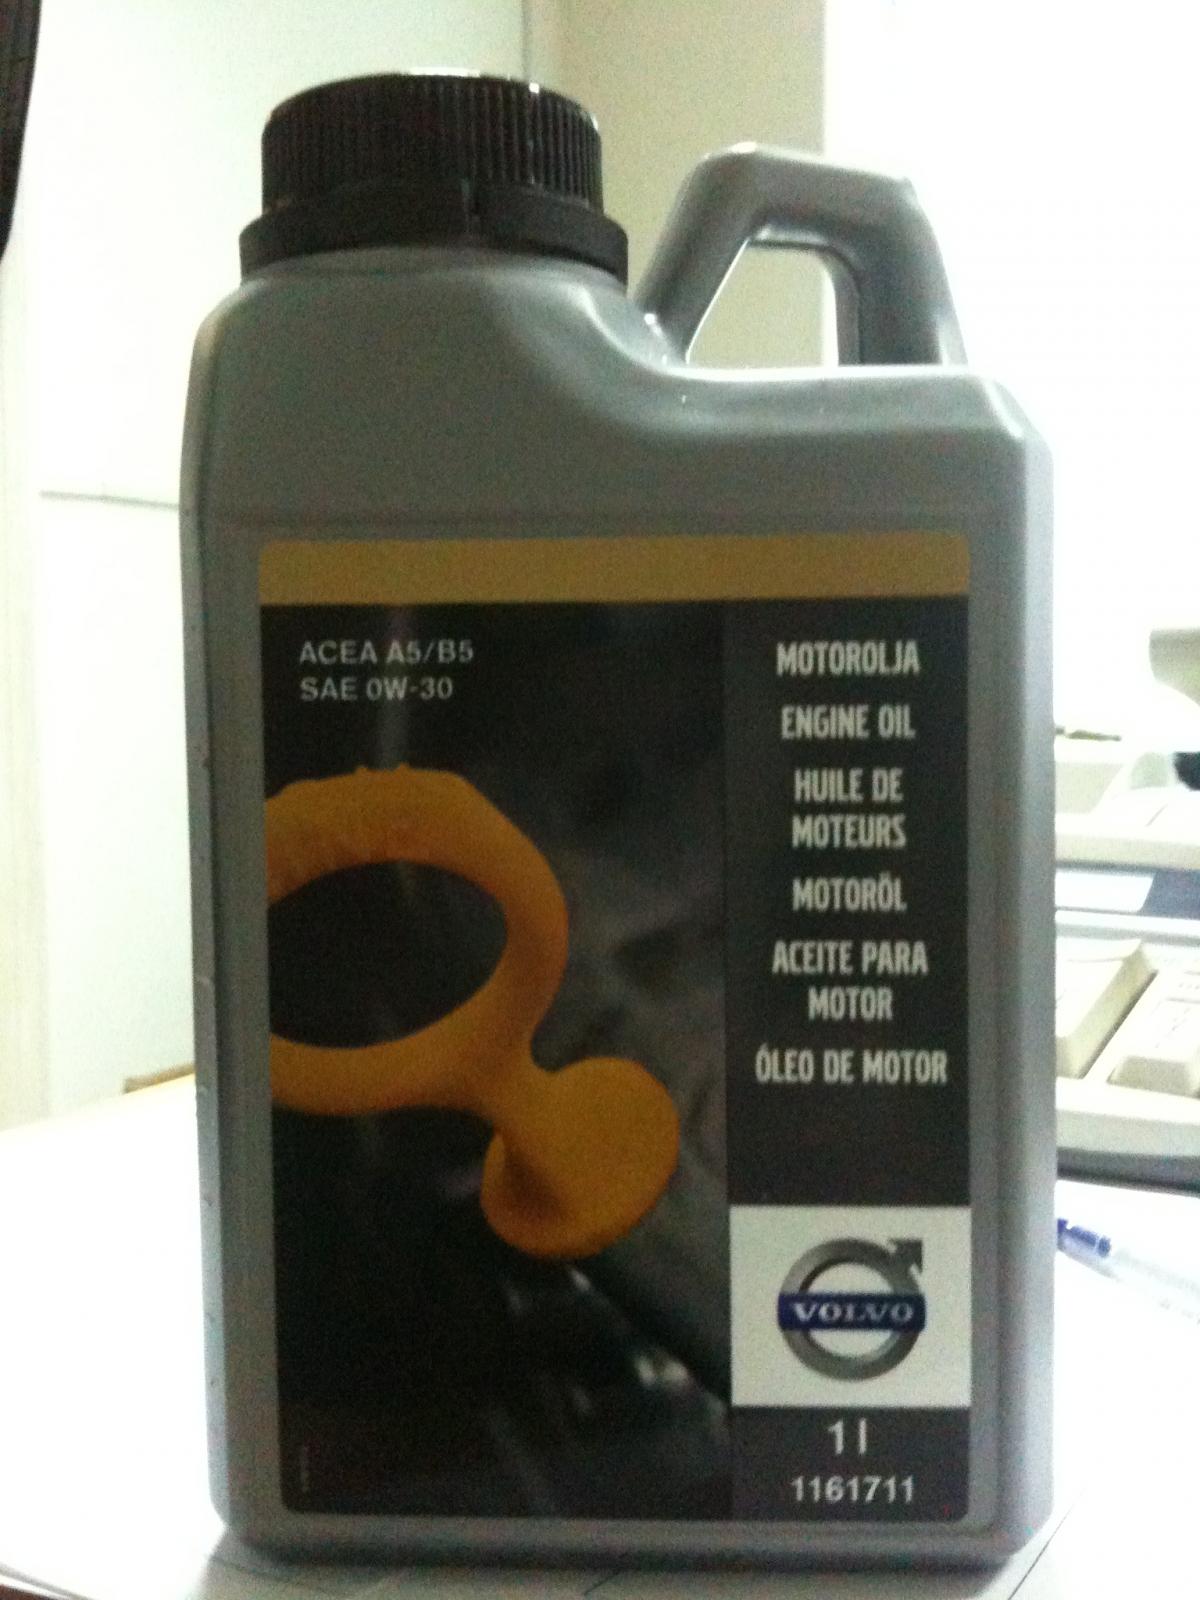 ACEA A5/B5
SAE 0W-30
MOTOROLJA
ENGINE OIL
HUILE DE
MOTEURS
MOTORÖL
ACEITE PARA
MOTOR
ÓLEO DE MOTOR
VOLVO
1 l
1161711